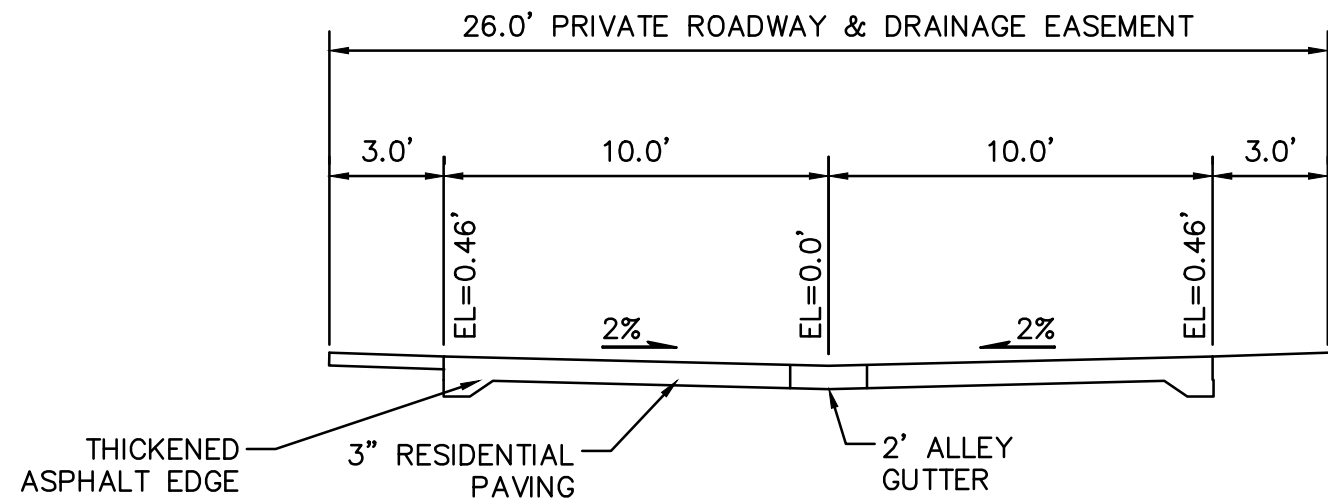 26.0' PRIVATE ROADWAY & DRAINAGE EASEMENT
3.0'
10.0'
10.0'
3.0'
EL=0.46'
EL=0.0'
EL=0.46'
2%
2%
THICKENED
ASPHALT EDGE
3" RESIDENTIAL
PAVING
2' ALLEY
GUTTER